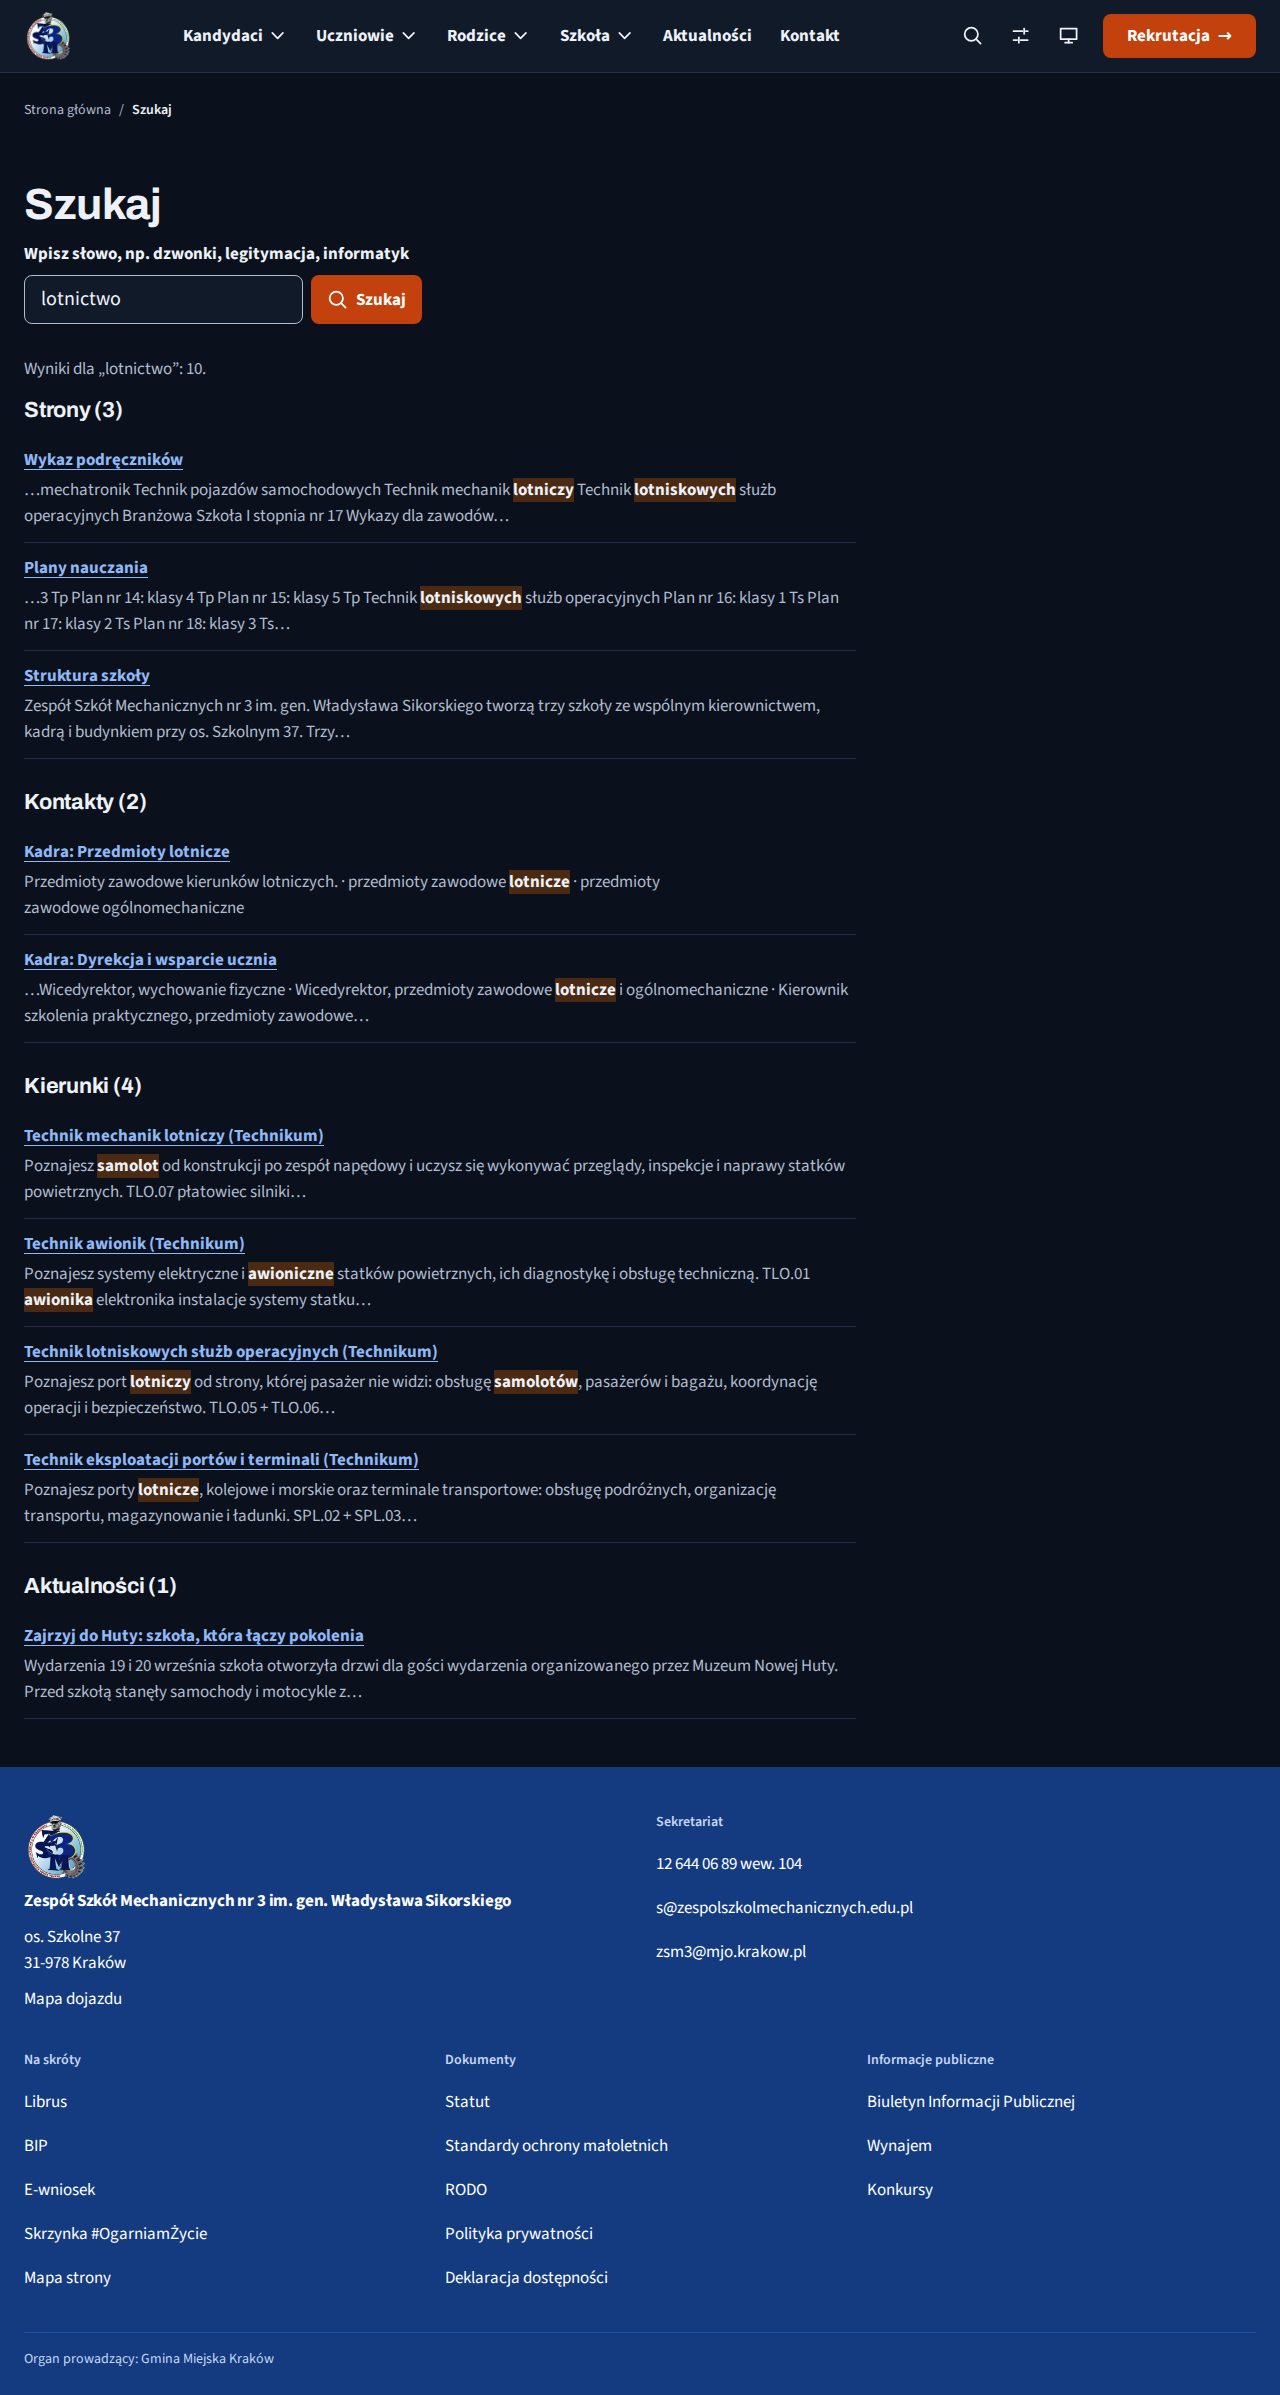 Kandydaci Uczniowie Rodzice Szkoła Aktualności Kontakt Rekrutacja →
Strona główna / Szukaj
Szukaj
Wpisz słowo, np. dzwonki, legitymacja, informatyk
lotnictwo Szukaj
Wyniki dla „lotnictwo”: 10.
Strony (3)
Wykaz podręczników
…mechatronik Technik pojazdów samochodowych Technik mechanik lotniczy Technik lotniskowych służb
operacyjnych Branżowa Szkoła I stopnia nr 17 Wykazy dla zawodów…
Plany nauczania
…3 Tp Plan nr 14: klasy 4 Tp Plan nr 15: klasy 5 Tp Technik lotniskowych służb operacyjnych Plan nr 16: klasy 1 Ts Plan
nr 17: klasy 2 Ts Plan nr 18: klasy 3 Ts…
Struktura szkoły
Zespół Szkół Mechanicznych nr 3 im. gen. Władysława Sikorskiego tworzą trzy szkoły ze wspólnym kierownictwem,
kadrą i budynkiem przy os. Szkolnym 37. Trzy…
Kontakty (2)
Kadra: Przedmioty lotnicze
Przedmioty zawodowe kierunków lotniczych. · przedmioty zawodowe lotnicze · przedmioty
zawodowe ogólnomechaniczne
Kadra: Dyrekcja i wsparcie ucznia
…Wicedyrektor, wychowanie fizyczne · Wicedyrektor, przedmioty zawodowe lotnicze i ogólnomechaniczne · Kierownik
szkolenia praktycznego, przedmioty zawodowe…
Kierunki (4)
Technik mechanik lotniczy (Technikum)
Poznajesz samolot od konstrukcji po zespół napędowy i uczysz się wykonywać przeglądy, inspekcje i naprawy statków
powietrznych. TLO.07 płatowiec silniki…
Technik awionik (Technikum)
Poznajesz systemy elektryczne i awioniczne statków powietrznych, ich diagnostykę i obsługę techniczną. TLO.01
awionika elektronika instalacje systemy statku…
Technik lotniskowych służb operacyjnych (Technikum)
Poznajesz port lotniczy od strony, której pasażer nie widzi: obsługę samolotów, pasażerów i bagażu, koordynację
operacji i bezpieczeństwo. TLO.05 + TLO.06…
Technik eksploatacji portów i terminali (Technikum)
Poznajesz porty lotnicze, kolejowe i morskie oraz terminale transportowe: obsługę podróżnych, organizację
transportu, magazynowanie i ładunki. SPL.02 + SPL.03…
Aktualności (1)
Zajrzyj do Huty: szkoła, która łączy pokolenia
Wydarzenia 19 i 20 września szkoła otworzyła drzwi dla gości wydarzenia organizowanego przez Muzeum Nowej Huty.
Przed szkołą stanęły samochody i motocykle z…
Zespół Szkół Mechanicznych nr 3 im. gen. Władysława Sikorskiego
os. Szkolne 37
31-978 Kraków
Mapa dojazdu
Sekretariat
12 644 06 89 wew. 104
s@zespolszkolmechanicznych.edu.pl
zsm3@mjo.krakow.pl
Na skróty
Librus
BIP
E-wniosek
Skrzynka #OgarniamŻycie
Mapa strony
Dokumenty
Statut
Standardy ochrony małoletnich
RODO
Polityka prywatności
Deklaracja dostępności
Informacje publiczne
Biuletyn Informacji Publicznej
Wynajem
Konkursy
Organ prowadzący: Gmina Miejska Kraków